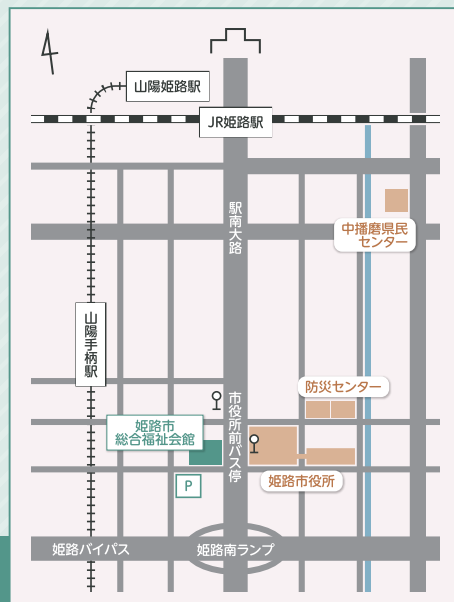 山陽姫路駅
JR姫路駅
駅南大路
中播磨県民
センター
山陽手柄駅
防災センター
市役所前バス停
姫路市
総合福祉会館
姫路市役所
P
姫路バイパス
姫路南ランプ